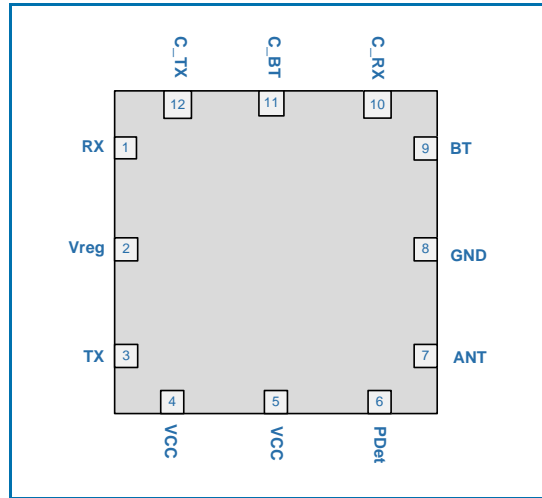 C_TX
C_BT
C_RX
12
11
10
RX
1
9
BT
Vreg
2
8
GND
TX
3
7
ANT
4
5
6
VCC
VCC
PDet